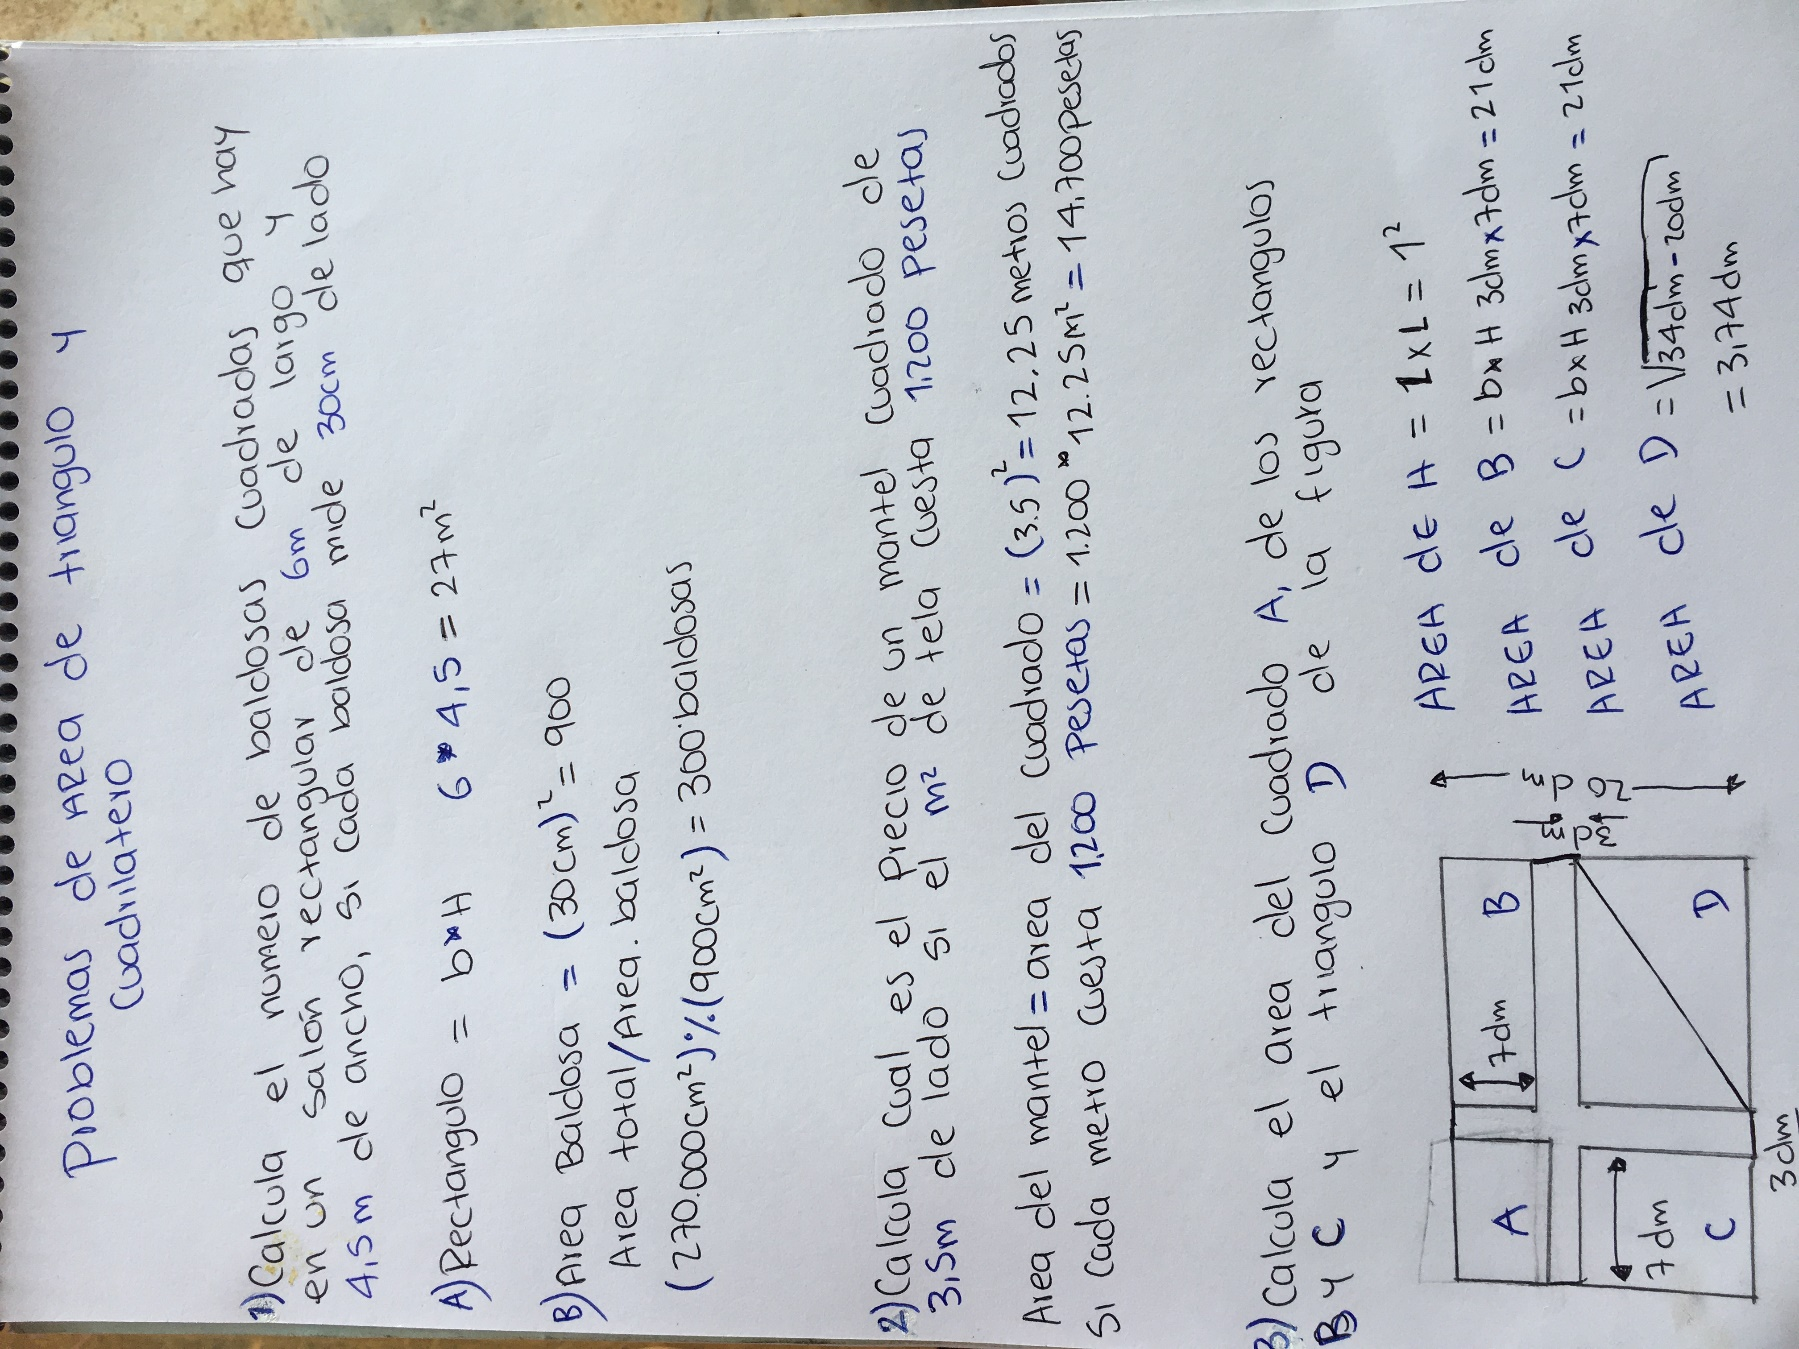 Problemas de AREA de triangulo y
Cuadrilatero
1) Calcula el numero de baldosas cuadradas que hay
en un salón rectangular de 6m de largo y
4,5m de ancho, si cada baldosa mide 30cm de lado
A) Rectangulo = b*H 6*4,5 = 27m²
B) Area Baldosa = (30cm)² = 900
Area total/Area. baldosa
(270.000cm²)%(900cm²) = 300 baldosas
2) Calcula cual es el Precio de un mantel cuadrado de
3,5m de lado si el m² de tela cuesta 1,200 pesetas
Area del mantel = area del cuadrado = (3.5)² = 12,25 metros cuadrados
Si cada metro cuesta 1,200 pesetas = 1.200*12.25m² = 14,700 pesetas
3) Calcula el area del cuadrado A, de los rectangulos
B y C y el triangulo D de la figura
A
B
7dm
C
7dm
D
3dm
20dm
AREA dE A = L x L = 1²
AREA de B = bxH 3dmx7dm = 21dm
AREA de C = bxH 3dmx7dm = 21dm
AREA de D = √34dm-20dm
= 3,74dm